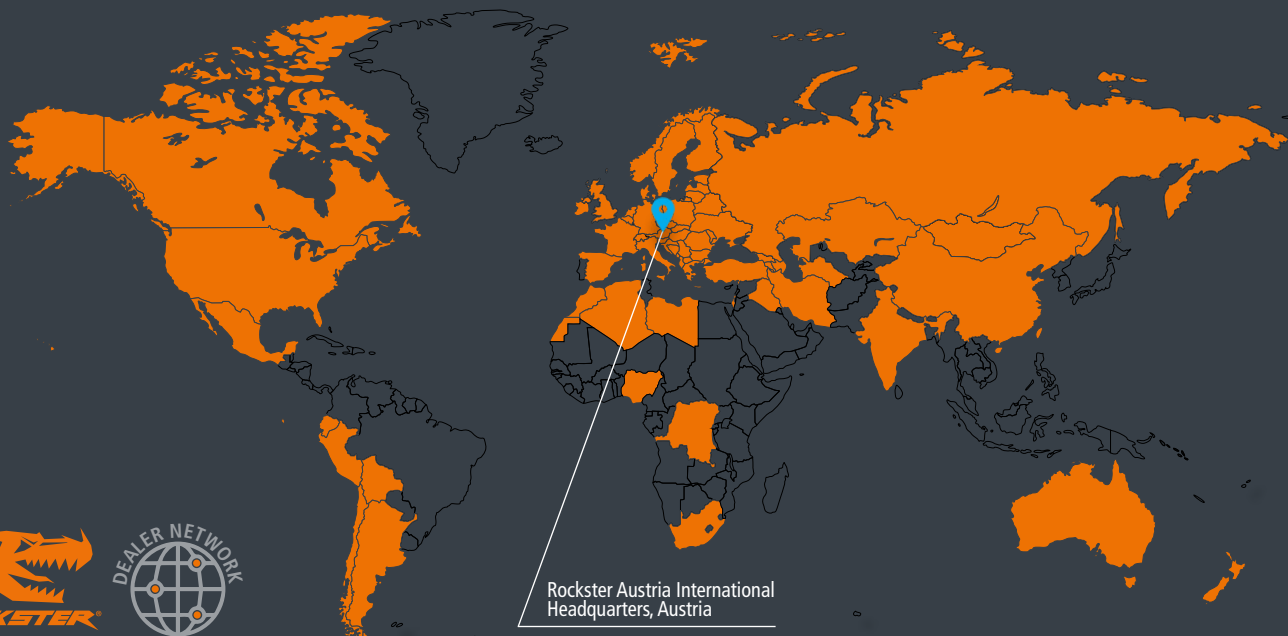 DEALER NETWORK
KSTER®
Rockster Austria International
Headquarters, Austria